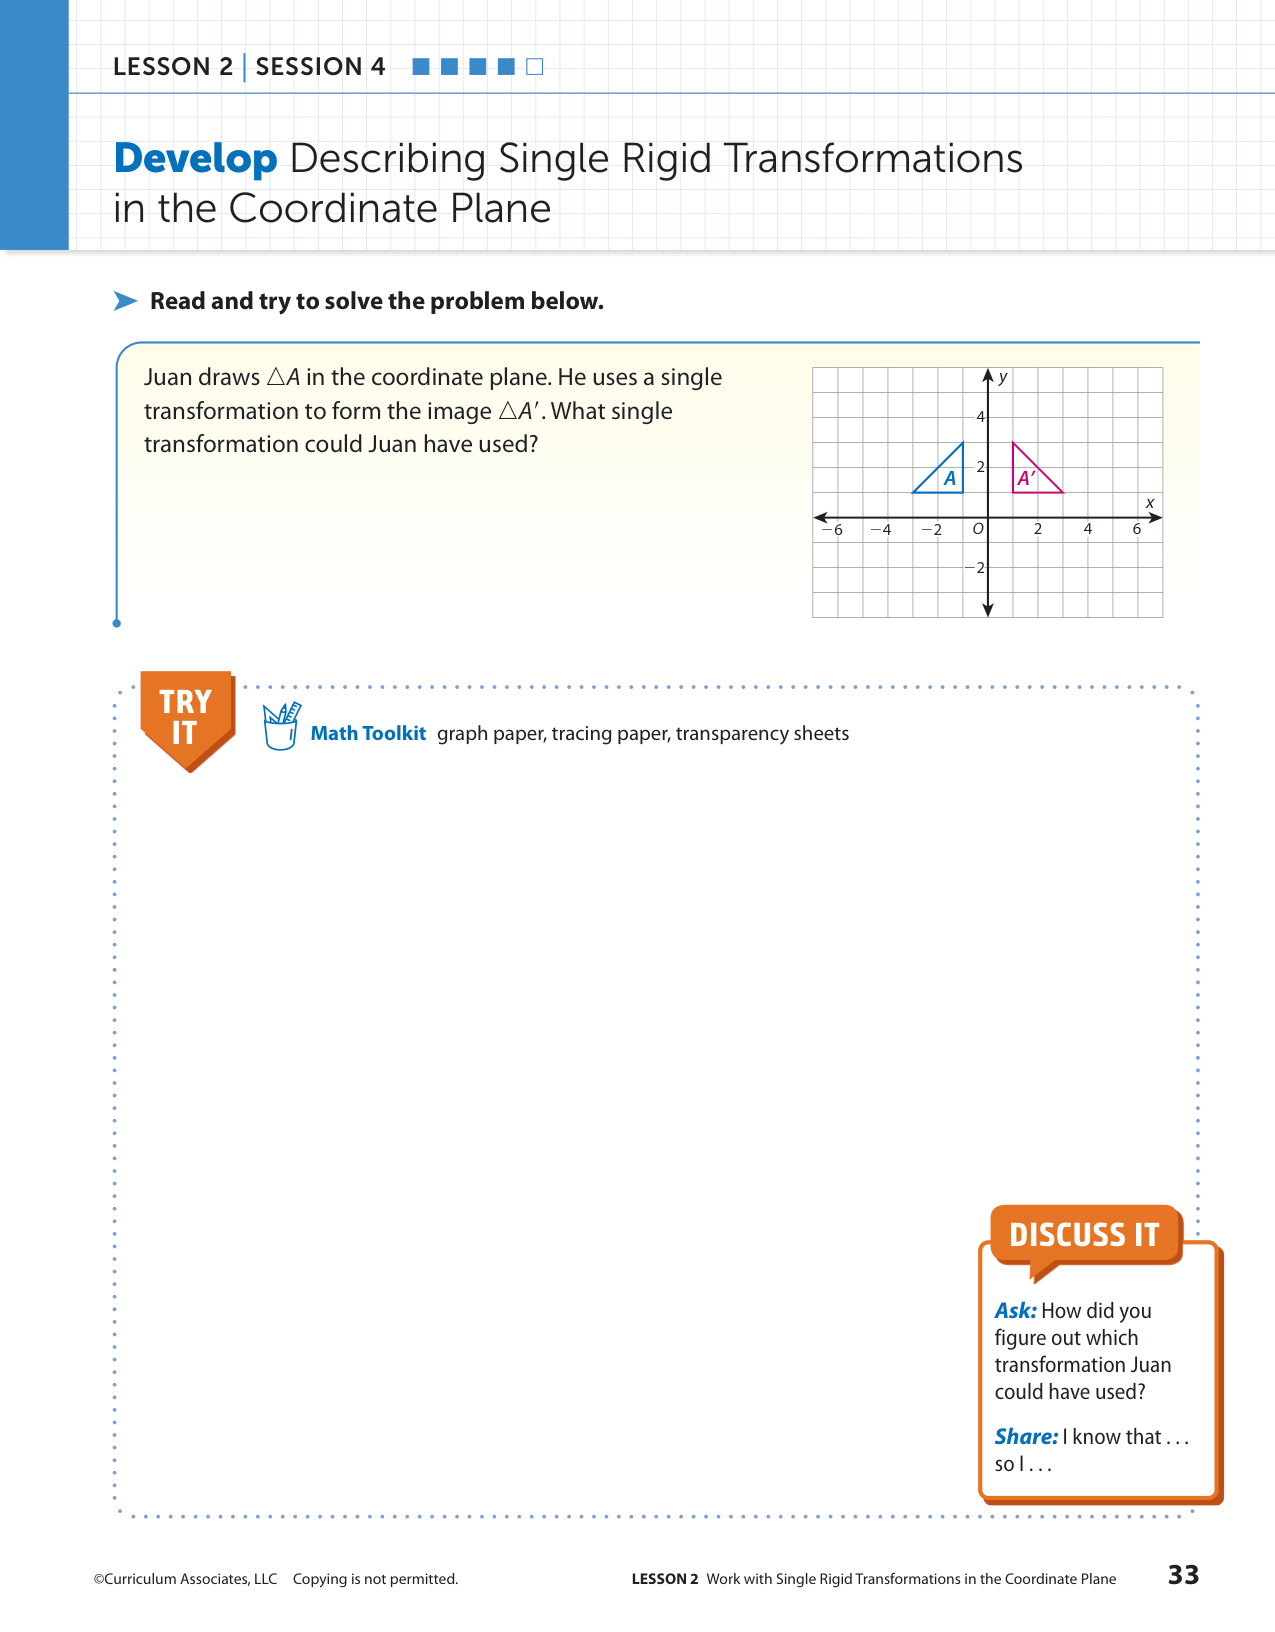 LESSON 2 | SESSION 4
Develop Describing Single Rigid Transformations
in the Coordinate Plane
Read and try to solve the problem below.
Juan draws △A in the coordinate plane. He uses a single
transformation to form the image △A′. What single
transformation could Juan have used?
y
4
2
A
A′
x
−6 −4 −2 O 2 4 6
−2
TRY
IT
Math Toolkit graph paper, tracing paper, transparency sheets
DISCUSS IT
Ask: How did you
figure out which
transformation Juan
could have used?
Share: I know that . . .
so I . . .
©Curriculum Associates, LLC Copying is not permitted.
LESSON 2 Work with Single Rigid Transformations in the Coordinate Plane 33